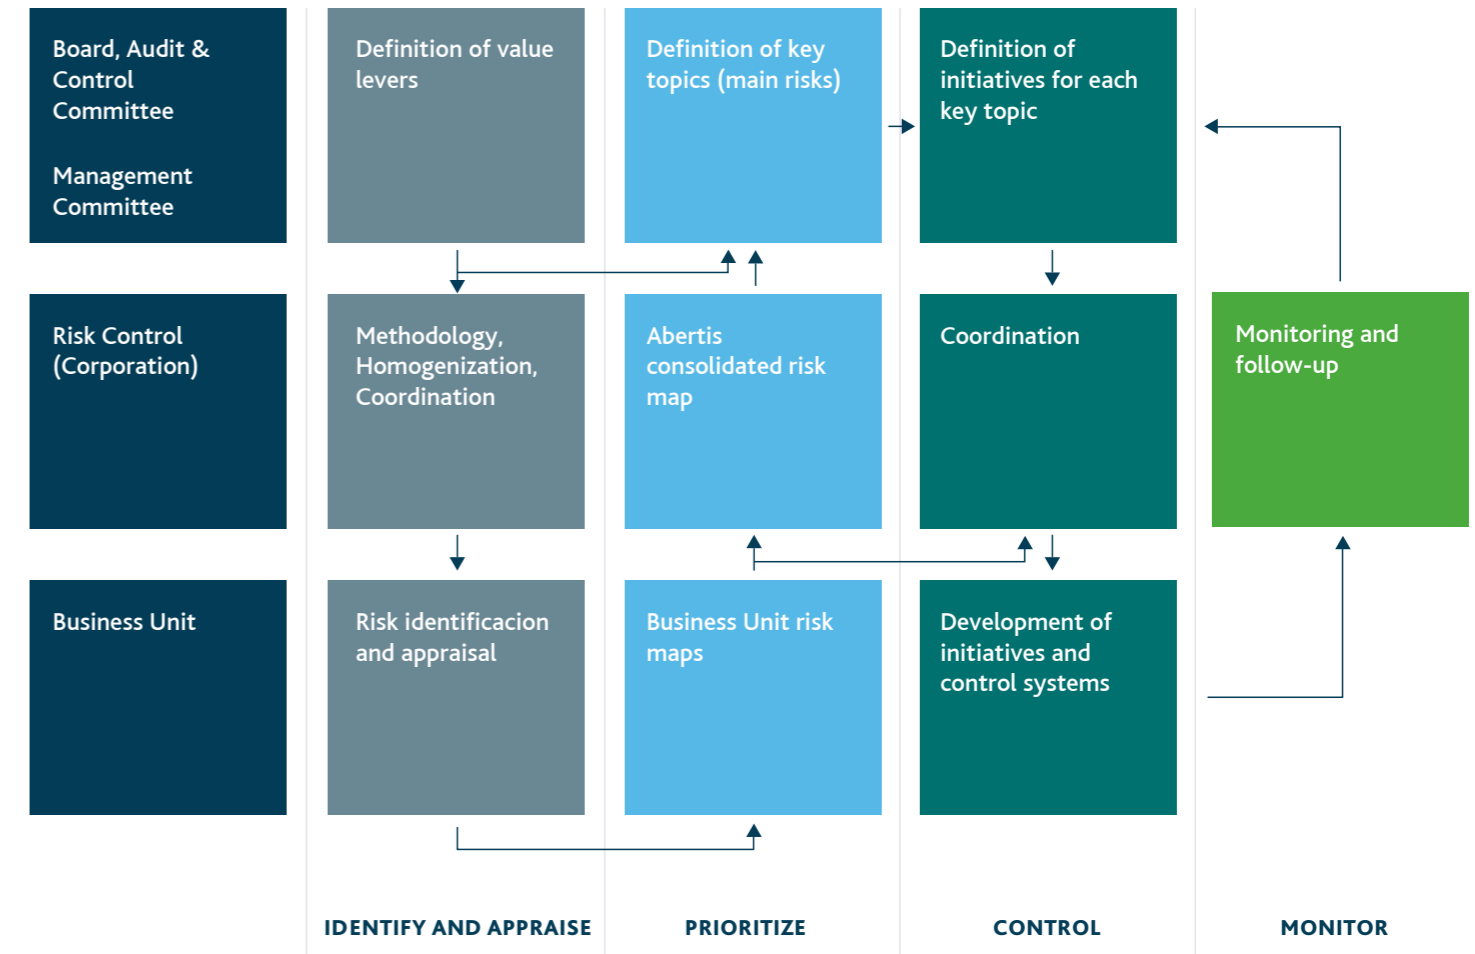 Board, Audit &
Control
Committee
Management
Committee
Definition of value
levers
Definition of key
topics (main risks)
Definition of
initiatives for each
key topic
Risk Control
(Corporation)
Methodology,
Homogenization,
Coordination
Abertis
consolidated risk
map
Coordination
Monitoring and
follow-up
Business Unit
Risk identificacion
and appraisal
Business Unit risk
maps
Development of
initiatives and
control systems
IDENTIFY AND APPRAISE
PRIORITIZE
CONTROL
MONITOR